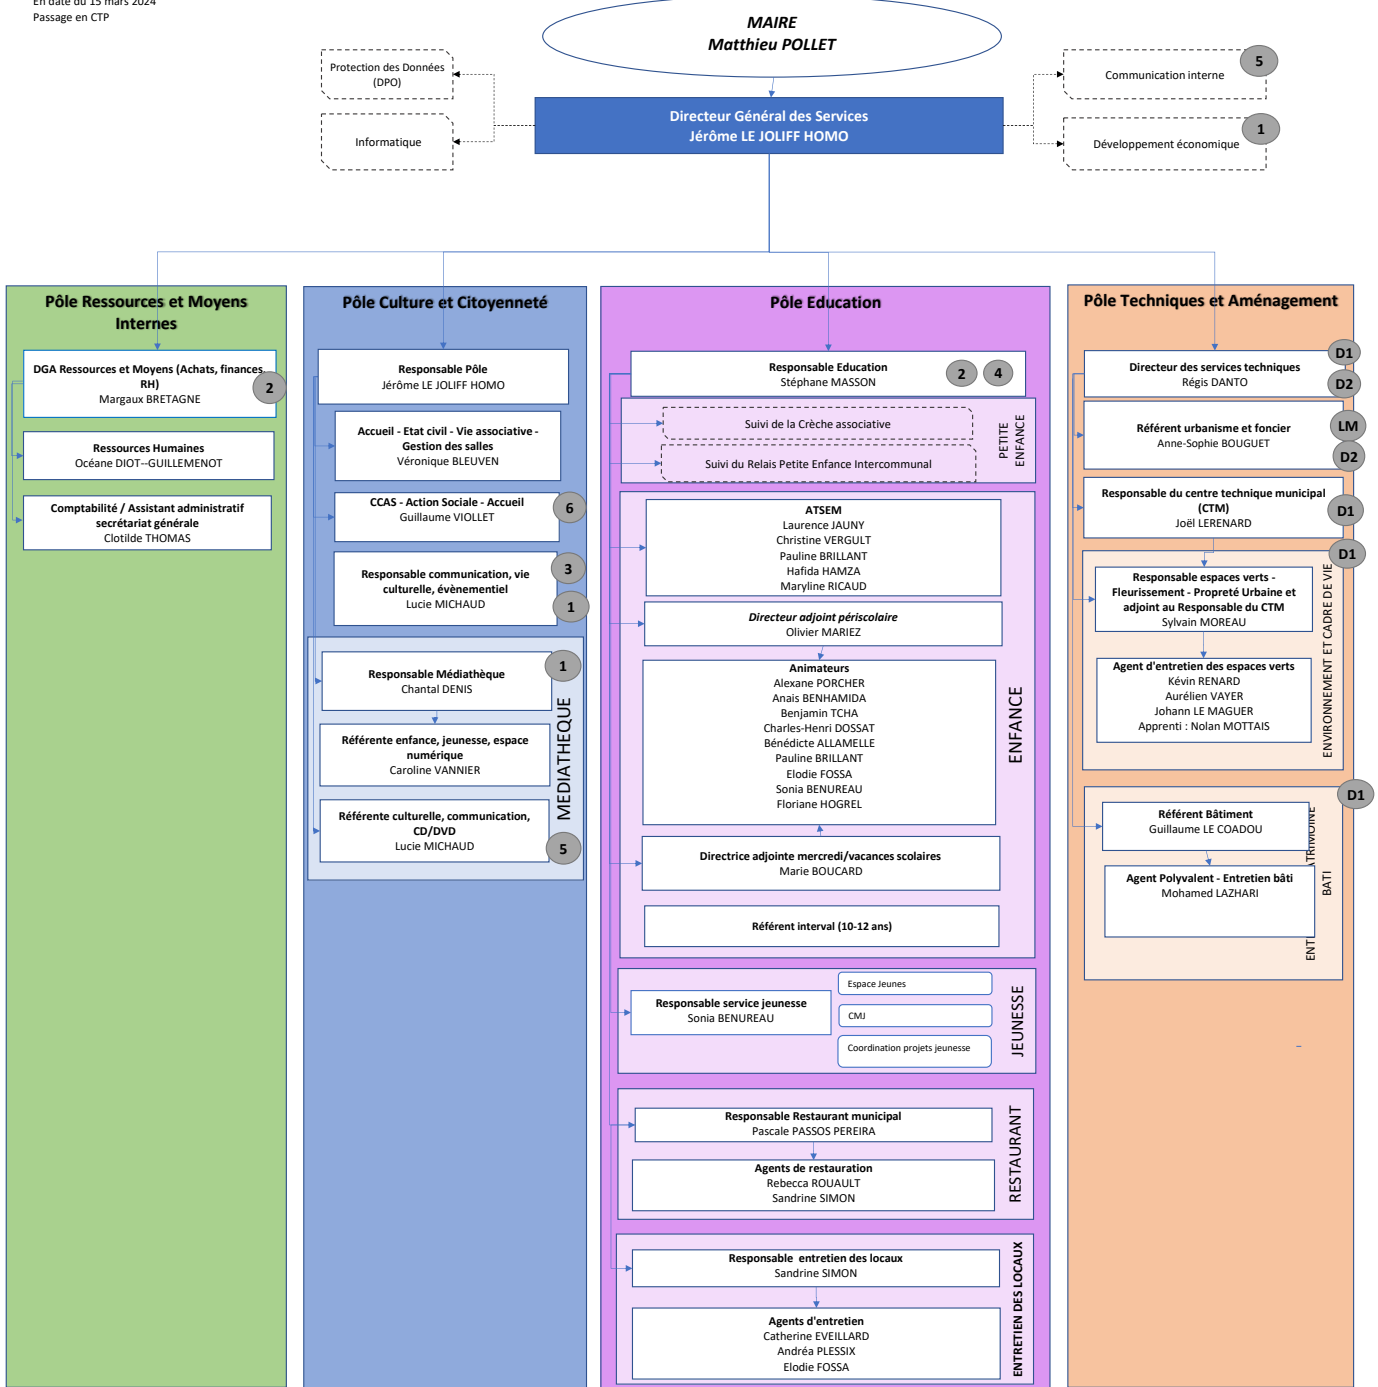 En date du 15 mars 2024
Passage en CTP
MAIRE
Matthieu POLLET
Protection des Données
(DPO)
Informatique
Directeur Général des Services
Jérôme LE JOLIFF HOMO
5
Communication interne
1
Développement économique
Pôle Ressources et Moyens
Internes
DGA Ressources et Moyens (Achats, finances,
RH)
Margaux BRETAGNE
2
Ressources Humaines
Océane DIOT--GUILLEMENOT
Comptabilité / Assistant administratif
secrétariat générale
Clotilde THOMAS
Pôle Culture et Citoyenneté
Responsable Pôle
Jérôme LE JOLIFF HOMO
Accueil - Etat civil - Vie associative -
Gestion des salles
Véronique BLEUVEN
CCAS - Action Sociale - Accueil
Guillaume VIOLLET
6
Responsable communication, vie
culturelle, évènementiel
Lucie MICHAUD
3
1
MEDIATHEQUE
Responsable Médiathèque
Chantal DENIS
1
Référente enfance, jeunesse, espace
numérique
Caroline VANNIER
Référente culturelle, communication,
CD/DVD
Lucie MICHAUD
5
Pôle Education
Responsable Education
Stéphane MASSON
2
4
PETITE
ENFANCE
Suivi de la Crèche associative
Suivi du Relais Petite Enfance Intercommunal
ENFANCE
ATSEM
Laurence JAUNY
Christine VERGULT
Pauline BRILLANT
Hafida HAMZA
Maryline RICAUD
Directeur adjoint périscolaire
Olivier MARIEZ
Animateurs
Alexane PORCHER
Anais BENHAMIDA
Benjamin TCHA
Charles-Henri DOSSAT
Bénédicte ALLAMELLE
Pauline BRILLANT
Elodie FOSSA
Sonia BENUREAU
Floriane HOGREL
Directrice adjointe mercredi/vacances scolaires
Marie BOUCARD
Référent interval (10-12 ans)
JEUNESSE
Responsable service jeunesse
Sonia BENUREAU
Espace Jeunes
CMJ
Coordination projets jeunesse
RESTAURANT
Responsable Restaurant municipal
Pascale PASSOS PEREIRA
Agents de restauration
Rebecca ROUAULT
Sandrine SIMON
ENTRETIEN DES LOCAUX
Responsable entretien des locaux
Sandrine SIMON
Agents d'entretien
Catherine EVEILLARD
Andréa PLESSIX
Elodie FOSSA
Pôle Techniques et Aménagement
Directeur des services techniques
Régis DANTO
D1
D2
Référent urbanisme et foncier
Anne-Sophie BOUGUET
LM
D2
Responsable du centre technique municipal
(CTM)
Joël LERENARD
D1
D1
ENVIRONNEMENT ET CADRE DE VIE
Responsable espaces verts -
Fleurissement - Propreté Urbaine et
adjoint au Responsable du CTM
Sylvain MOREAU
Agent d'entretien des espaces verts
Kévin RENARD
Aurélien VAYER
Johann LE MAGUER
Apprenti : Nolan MOTTAIS
D1
BATI
Référent Bâtiment
Guillaume LE COADOU
Agent Polyvalent - Entretien bâti
Mohamed LAZHARI